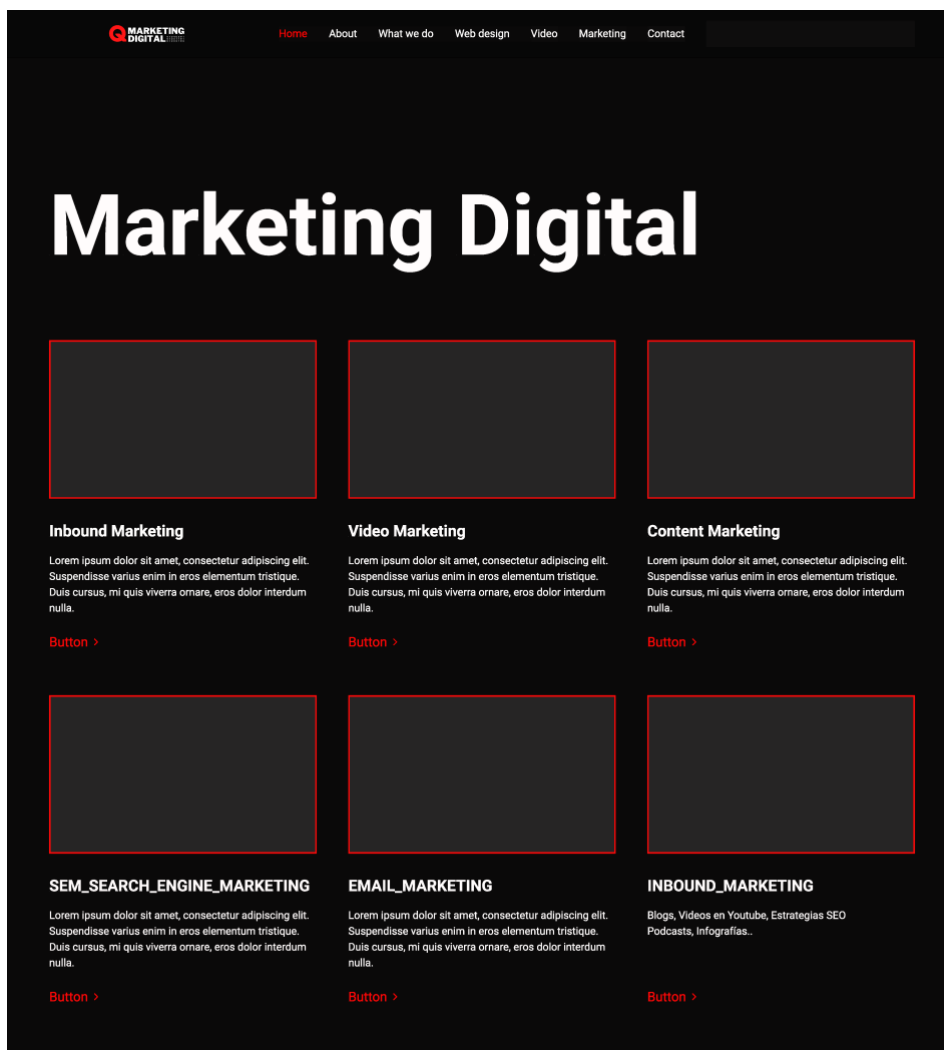 MARKETING
DIGITAL
Home About What we do Web design Video Marketing Contact
Marketing Digital
Inbound Marketing
Lorem ipsum dolor sit amet, consectetur adipiscing elit.
Suspendisse varius enim in eros elementum tristique.
Duis cursus, mi quis viverra ornare, eros dolor interdum
nulla.
Button >
Video Marketing
Lorem ipsum dolor sit amet, consectetur adipiscing elit.
Suspendisse varius enim in eros elementum tristique.
Duis cursus, mi quis viverra ornare, eros dolor interdum
nulla.
Button >
Content Marketing
Lorem ipsum dolor sit amet, consectetur adipiscing elit.
Suspendisse varius enim in eros elementum tristique.
Duis cursus, mi quis viverra ornare, eros dolor interdum
nulla.
Button >
SEM_SEARCH_ENGINE_MARKETING
Lorem ipsum dolor sit amet, consectetur adipiscing elit.
Suspendisse varius enim in eros elementum tristique.
Duis cursus, mi quis viverra ornare, eros dolor interdum
nulla.
Button >
EMAIL_MARKETING
Lorem ipsum dolor sit amet, consectetur adipiscing elit.
Suspendisse varius enim in eros elementum tristique.
Duis cursus, mi quis viverra ornare, eros dolor interdum
nulla.
Button >
INBOUND_MARKETING
Blogs, Videos en Youtube, Estrategias SEO
Podcasts, Infografías..
Button >